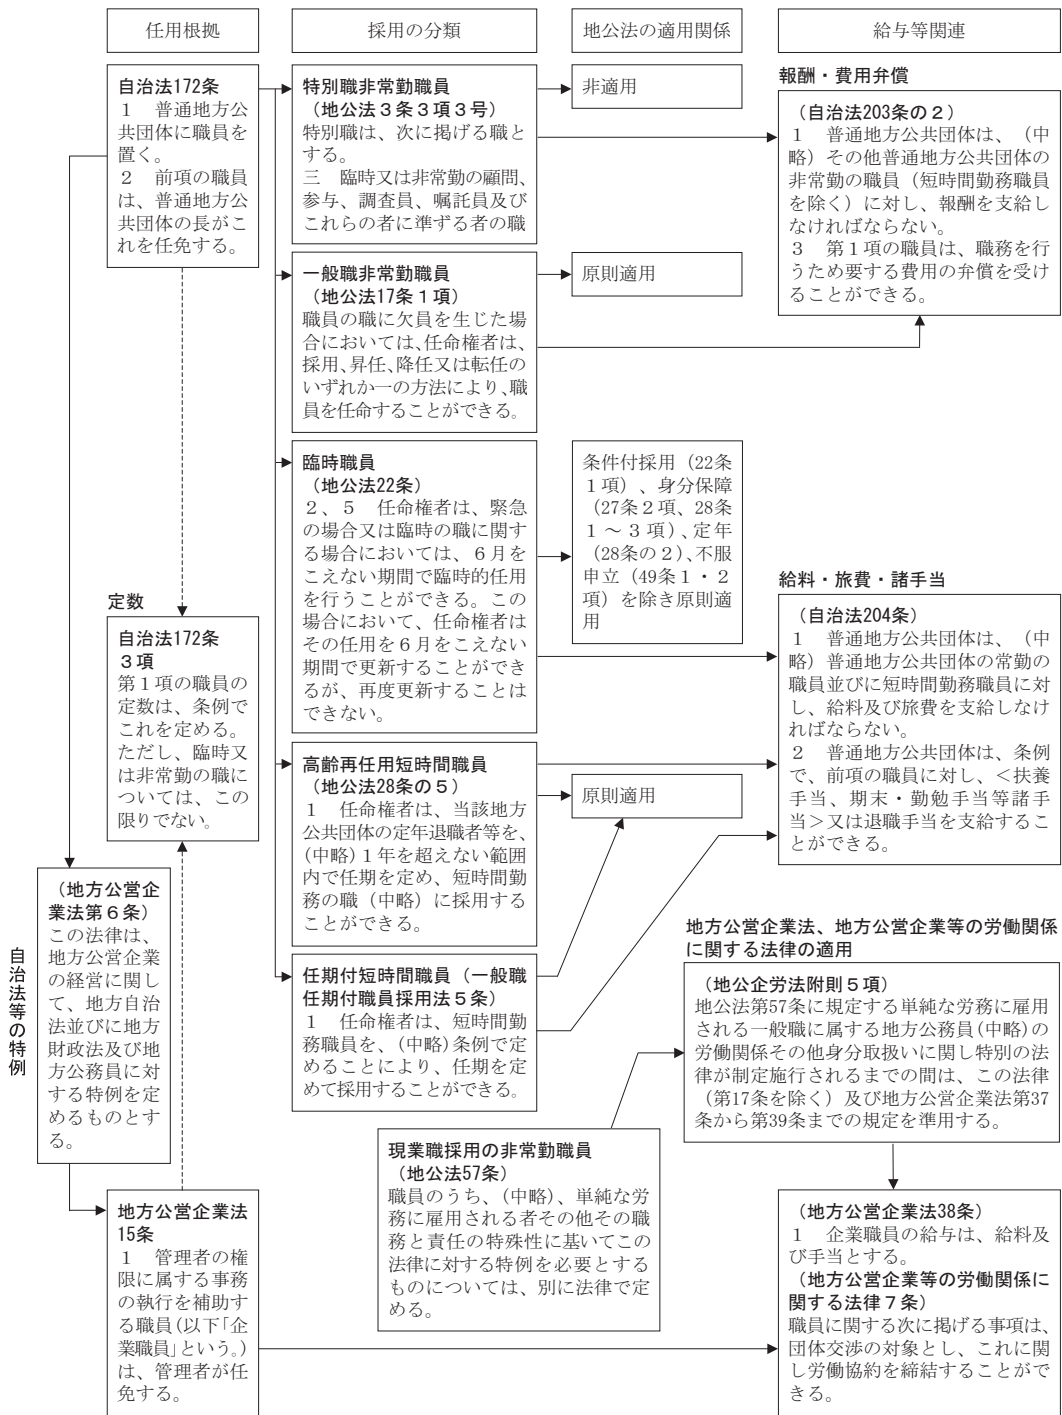 任用根拠
採用の分類
地公法の適用関係
給与等関連
自治法172条
1　普通地方公
共団体に職員を
置く。
2　前項の職員
は、普通地方公
共団体の長がこ
れを任免する。
特別職非常勤職員
（地公法3条3項3号）
特別職は、次に掲げる職と
する。
三　臨時又は非常勤の顧問、
参与、調査員、嘱託員及び
これらの者に準ずる者の職
非適用
報酬・費用弁償
（自治法203条の2）
1　普通地方公共団体は、（中
略）その他普通地方公共団体の
非常勤の職員（短時間勤務職員
を除く）に対し、報酬を支給し
なければならない。
3　第1項の職員は、職務を行
うため要する費用の弁償を受け
ることができる。
一般職非常勤職員
（地公法17条1項）
職員の職に欠員を生じた場
合においては、任命権者は、
採用、昇任、降任又は転任の
いずれか一の方法により、職
員を任命することができる。
原則適用
臨時職員
（地公法22条）
2、5　任命権者は、緊急
の場合又は臨時の職に関す
る場合においては、6月を
こえない期間で臨時的任用
を行うことができる。この
場合において、任命権者は
その任用を6月をこえない
期間で更新することができ
るが、再度更新することは
できない。
条件付採用（22条
1項）、身分保障
（27条2項、28条
1～3項）、定年
（28条の2）、不服
申立（49条1・2
項）を除き原則適
用
定数
自治法172条
3項
第1項の職員の
定数は、条例で
これを定める。
ただし、臨時又
は非常勤の職に
ついては、この
限りでない。
給料・旅費・諸手当
（自治法204条）
1　普通地方公共団体は、（中
略）普通地方公共団体の常勤の
職員並びに短時間勤務職員に対
し、給料及び旅費を支給しなけ
ればならない。
2　普通地方公共団体は、条例
で、前項の職員に対し、＜扶養
手当、期末・勤勉手当等諸手
当＞又は退職手当を支給するこ
とができる。
高齢再任用短時間職員
（地公法28条の5）
1　任命権者は、当該地方
公共団体の定年退職者等を、
（中略）1年を超えない範囲
内で任期を定め、短時間勤
務の職（中略）に採用する
ことができる。
原則適用
自治法等の特例
（地方公営企
業法第6条）
この法律は、
地方公営企業
の経営に関し
て、地方自治
法並びに地方
財政法及び地
方公務員に対
する特例を定
めるものとす
る。
任期付短時間職員（一般職
任期付職員採用法5条）
1　任命権者は、短時間勤
務職員を、（中略）条例で定
めることにより、任期を定
めて採用することができる。
地方公営企業法、地方公営企業等の労働関係
に関する法律の適用
（地公企労法附則5項）
地公法第57条に規定する単純な労務に雇用
される一般職に属する地方公務員（中略）の
労働関係その他身分取扱いに関し特別の法
律が制定施行されるまでの間は、この法律
（第17条を除く）及び地方公営企業法第37
条から第39条までの規定を準用する。
現業職採用の非常勤職員
（地公法57条）
職員のうち、（中略）、単純な労
務に雇用される者その他その職
務と責任の特殊性に基いてこの
法律に対する特例を必要とする
ものについては、別に法律で定
める。
地方公営企業法
15条
1　管理者の権
限に属する事務
の執行を補助す
る職員（以下「企
業職員」という。）
は、管理者が任
免する。
（地方公営企業法38条）
1　企業職員の給与は、給料及
び手当とする。
（地方公営企業等の労働関係に
関する法律7条）
職員に関する次に掲げる事項は、
団体交渉の対象とし、これに関
し労働協約を締結することがで
きる。